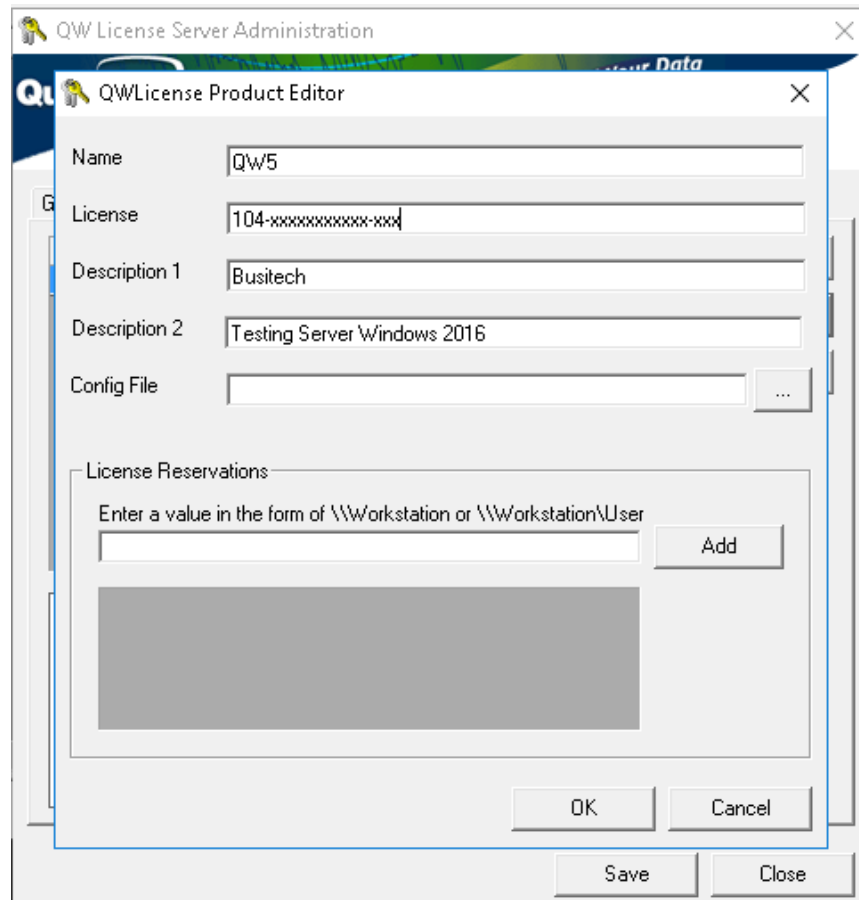 QW License Server Administration
Your Data
Qu
QWLicense Product Editor
Name
QW5
License
104-xxxxxxxxxxx-xxx
Description 1
Busitech
Description 2
Testing Server Windows 2016
Config File
...
G
License Reservations
Enter a value in the form of \\Workstation or \\Workstation\User
Add
OK
Cancel
Save
Close